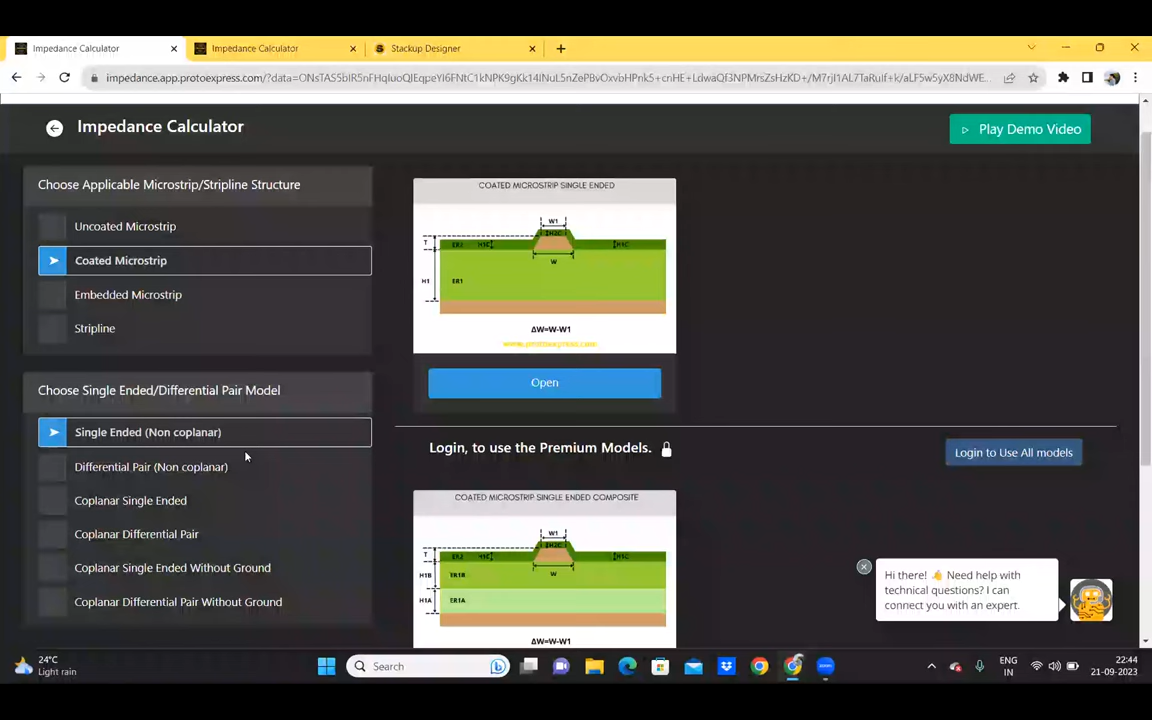 Impedance Calculator
Impedance Calculator
Stackup Designer
Impedance Calculator
Play Demo Video
Choose Applicable Microstrip/Stripline Structure
Uncoated Microstrip
Coated Microstrip
Embedded Microstrip
Stripline
Choose Single Ended/Differential Pair Model
Single Ended (Non coplanar)
Differential Pair (Non coplanar)
Coplanar Single Ended
Coplanar Differential Pair
Coplanar Single Ended Without Ground
Coplanar Differential Pair Without Ground
COATED MICROSTRIP SINGLE ENDED
W1
T
H1C
W
H1
ER1
ΔW=W-W1
www.protoexpress.com
Open
Login, to use the Premium Models.
Login to Use All models
COATED MICROSTRIP SINGLE ENDED COMPOSITE
W1
T
H1C
W
H1B
ER1B
H1A
ER1A
ΔW=W-W1
Hi there! 👋 Need help with
technical questions? I can
connect you with an expert.
24°C
Light rain
Search
ENG
IN
22:44
21-09-2023